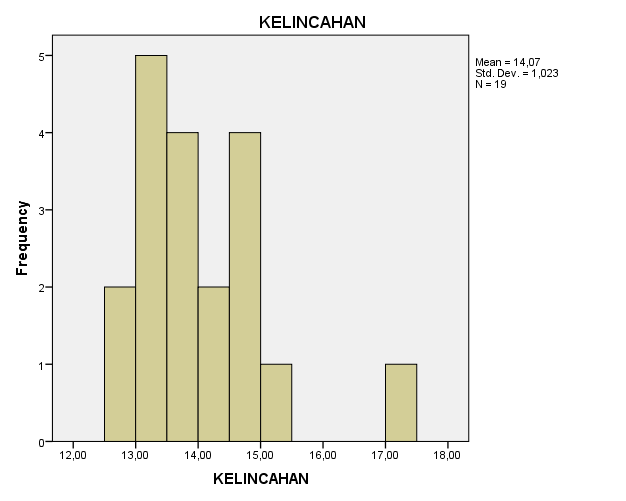 KELINCAHAN
Mean = 14,07
Std. Dev. = 1,023
N = 19
Frequency
5
4
3
2
1
0
12,00 13,00 14,00 15,00 16,00 17,00 18,00
KELINCAHAN